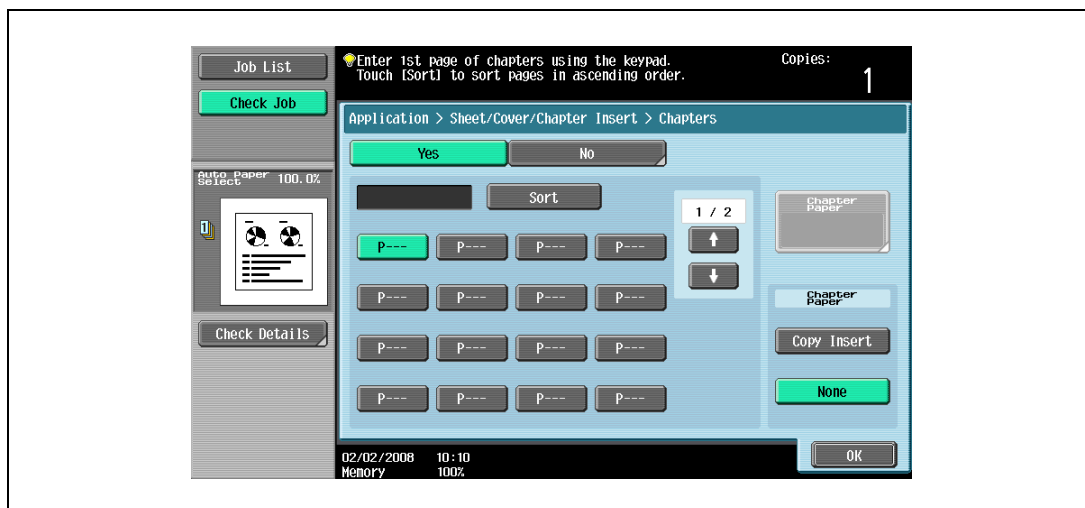 Job List
Check Job
Auto Paper
Select
100.0%
1
Check Details
Enter 1st page of chapters using the keypad.
Touch [Sort] to sort pages in ascending order.
Copies:
1
Application > Sheet/Cover/Chapter Insert > Chapters
Yes No
Sort
1 / 2
P--- P--- P--- P---
P--- P--- P--- P---
P--- P--- P--- P---
P--- P--- P--- P---
Chapter
Paper
Chapter
Paper
Copy Insert
None
02/02/2008 10:10
Memory 100%
OK